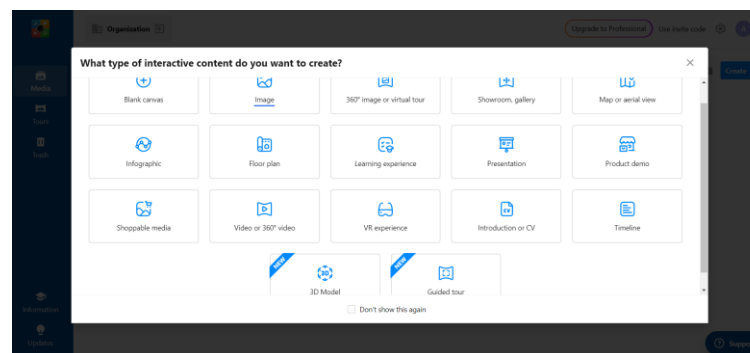 Organization
Upgrade to Professional Use invite code
What type of interactive content do you want to create?
Media
Create
Blank canvas
Image
360° image or virtual tour
Showroom, gallery
Map or aerial view
Tours
Trash
Infographic
Floor plan
Learning experience
Presentation
Product demo
Shoppable media
Video or 360° video
VR experience
CV
Introduction or CV
Timeline
NEW
3D
3D Model
NEW
Guided tour
Information
Don't show this again
Updates